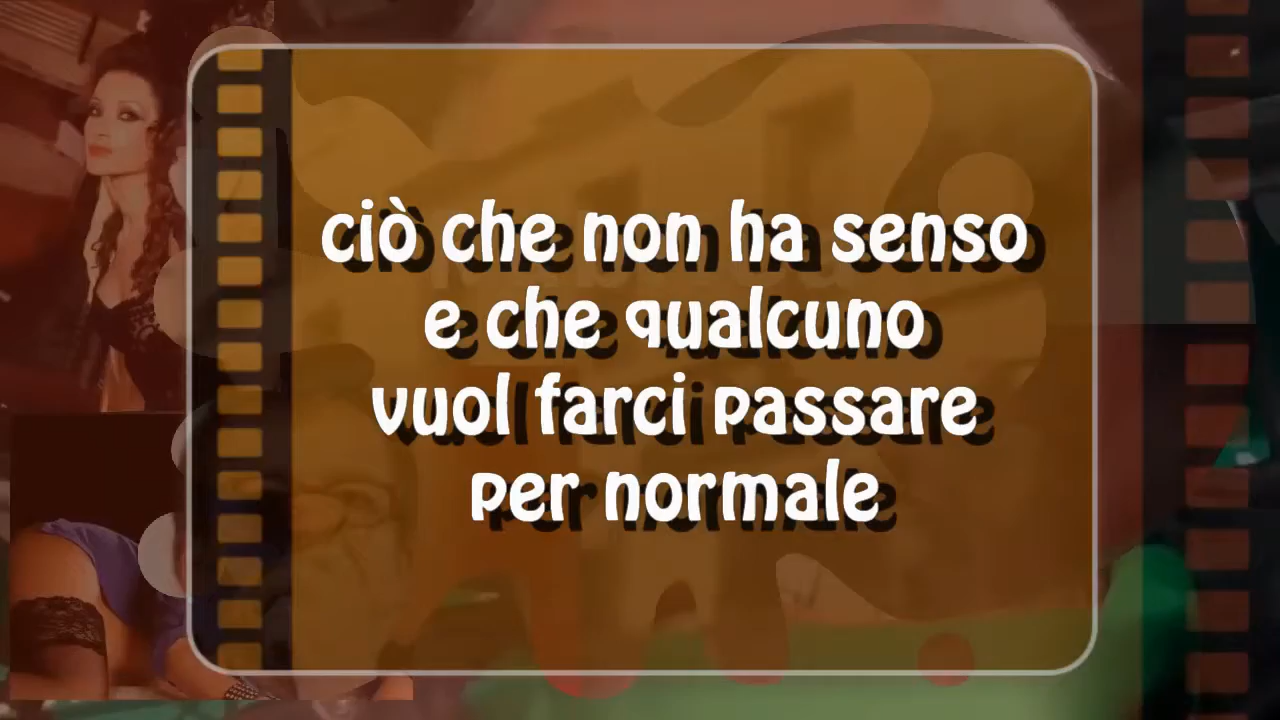 ciò che non ha senso
e che qualcuno
vuol farci passare
per normale